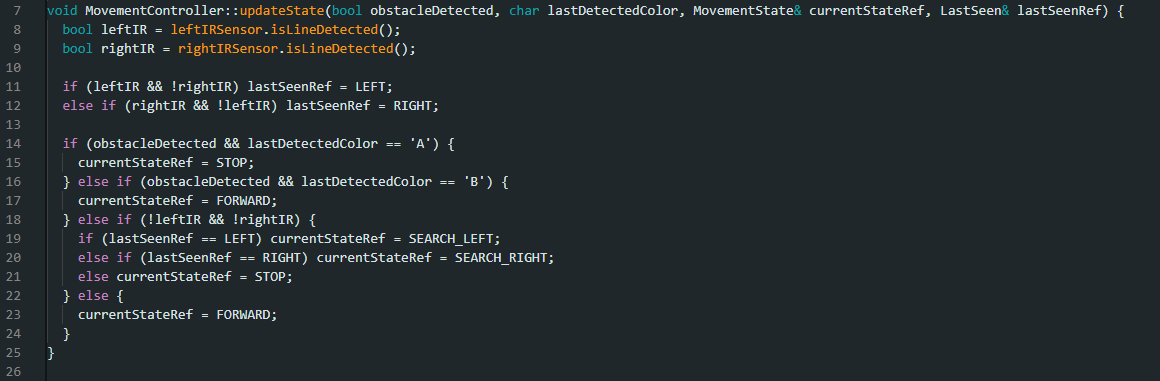 7 void MovementController::updateState(bool obstacleDetected, char lastDetectedColor, MovementState& currentStateRef, LastSeen& lastSeenRef) {
8   bool leftIR = leftIRSensor.isLineDetected();
9   bool rightIR = rightIRSensor.isLineDetected();
10
11   if (leftIR && !rightIR) lastSeenRef = LEFT;
12   else if (rightIR && !leftIR) lastSeenRef = RIGHT;
13
14   if (obstacleDetected && lastDetectedColor == 'A') {
15     currentStateRef = STOP;
16   } else if (obstacleDetected && lastDetectedColor == 'B') {
17     currentStateRef = FORWARD;
18   } else if (!leftIR && !rightIR) {
19     if (lastSeenRef == LEFT) currentStateRef = SEARCH_LEFT;
20     else if (lastSeenRef == RIGHT) currentStateRef = SEARCH_RIGHT;
21     else currentStateRef = STOP;
22   } else {
23     currentStateRef = FORWARD;
24   }
25 }
26